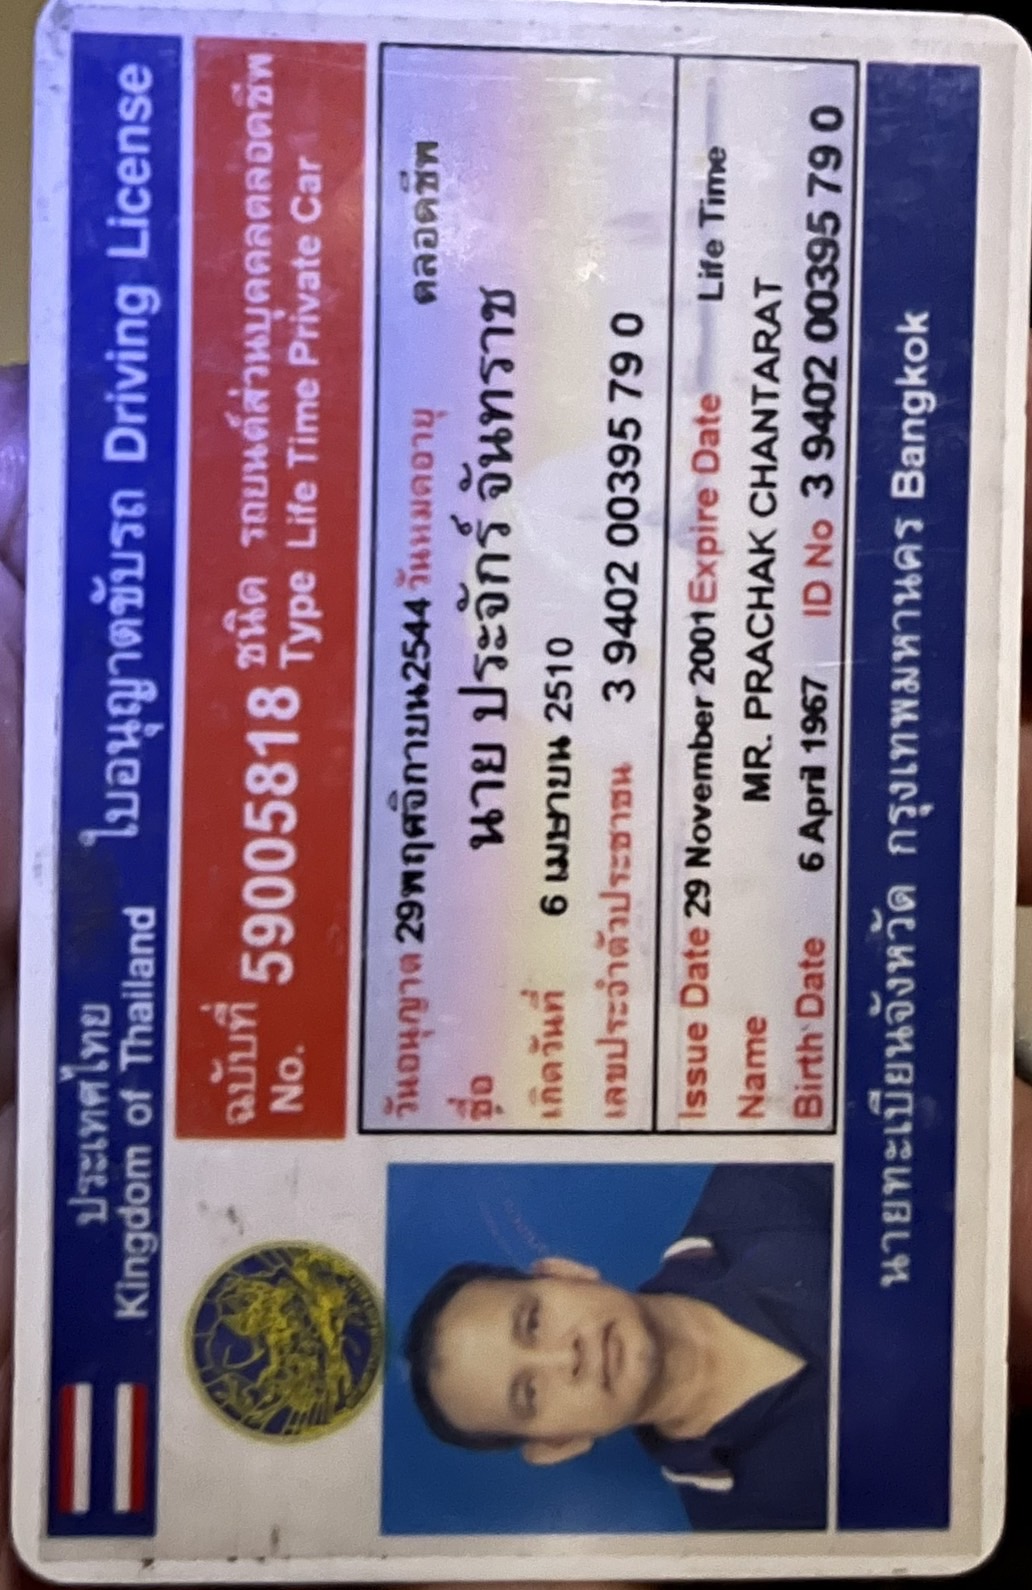 ประเทศไทย ใบอนุญาตขับรถ Driving License
Kingdom of Thailand
ฉบับที่ 59005818 ชนิด รถยนต์ส่วนบุคคลตลอดชีพ
No. Type Life Time Private Car
วันอนุญาต 29พฤศจิกายน2544 วันหมดอายุ ตลอดชีพ
ชื่อ นาย ประจักร์ จันทราช
เกิดวันที่ 6 เมษายน 2510
เลขประจำตัวประชาชน 3 9402 00395 79 0
Issue Date 29 November 2001 Expire Date Life Time
Name MR. PRACHAK CHANTARAT
Birth Date 6 April 1967 ID No 3 9402 00395 79 0
นายทะเบียนจังหวัด กรุงเทพมหานคร Bangkok